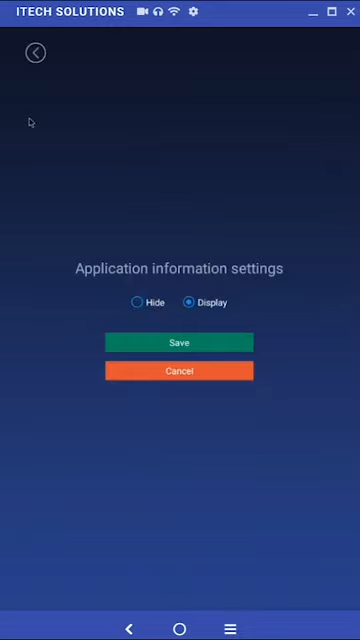 ITECH SOLUTIONS
Application information settings
Hide Display
Save
Cancel